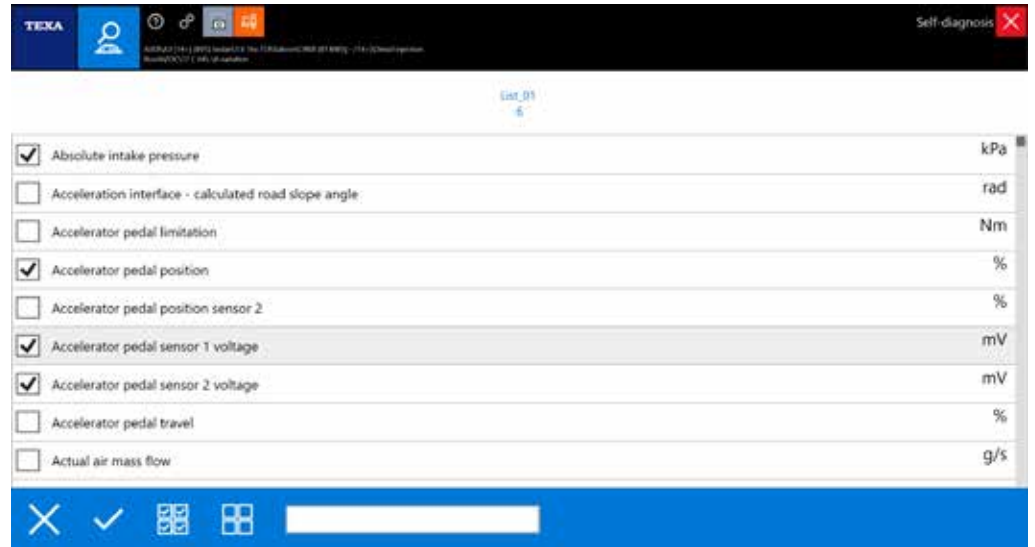 TEXA
Self-diagnosis
List_01
6
Absolute intake pressure kPa
Acceleration interface - calculated road slope angle rad
Accelerator pedal limitation Nm
Accelerator pedal position %
Accelerator pedal position sensor 2 %
Accelerator pedal sensor 1 voltage mV
Accelerator pedal sensor 2 voltage mV
Accelerator pedal travel %
Actual air mass flow g/s